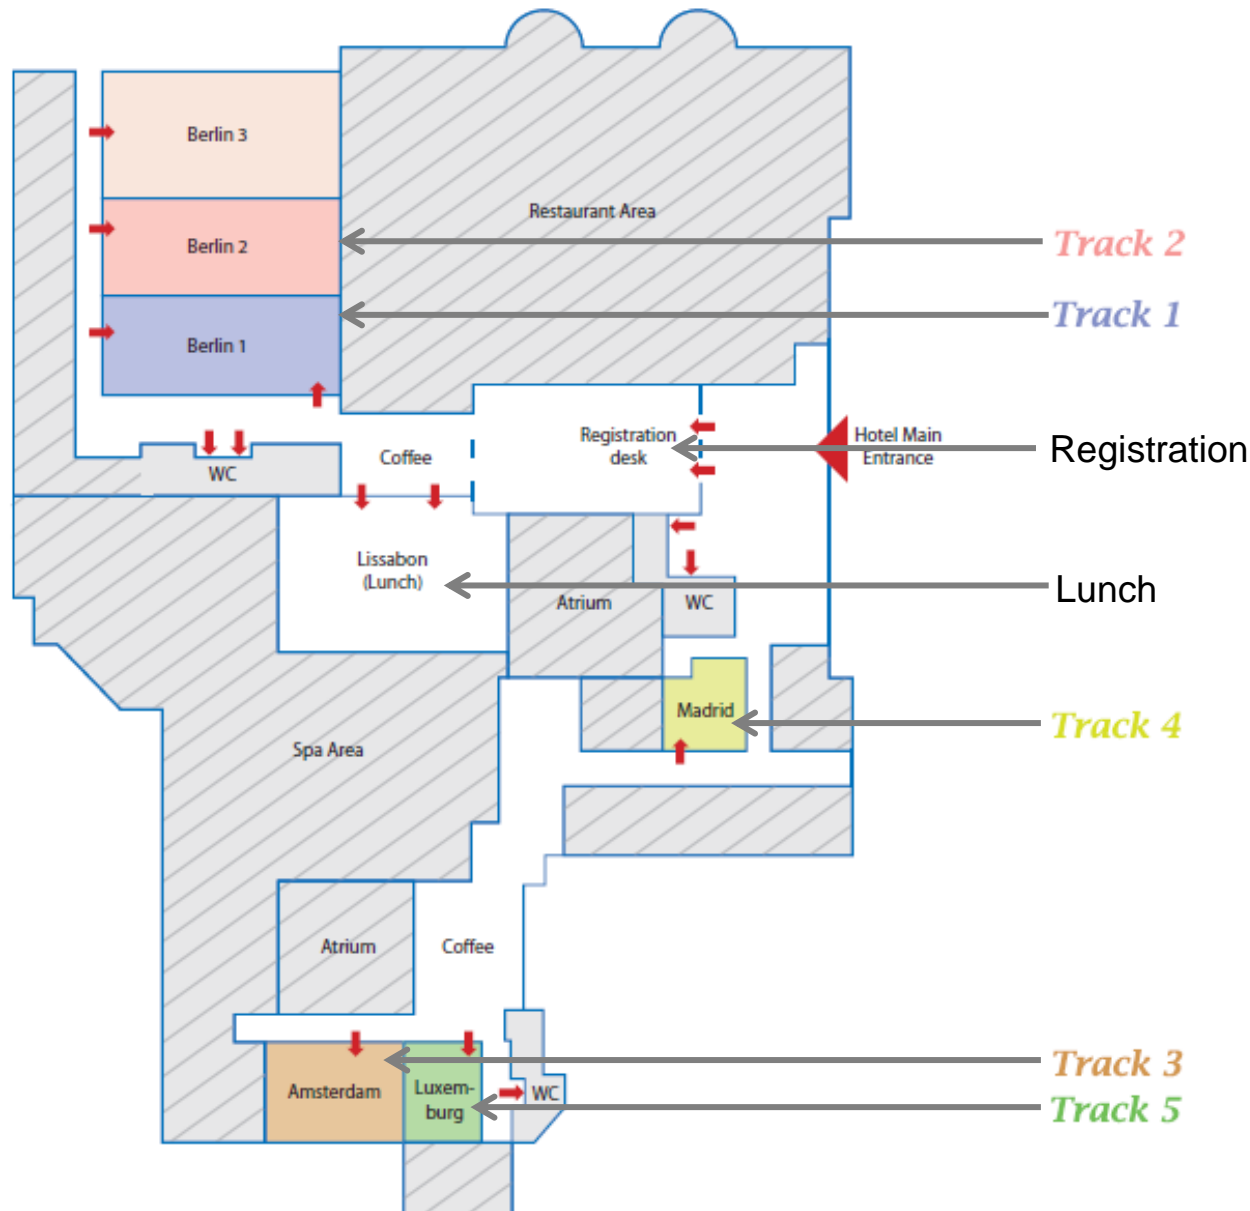 Berlin 3
Restaurant Area
Berlin 2
Track 2
Track 1
Berlin 1
Registration
desk
Hotel Main
Entrance
Registration
Coffee
WC
Lissabon
(Lunch)
Lunch
Atrium
WC
Madrid
Track 4
Spa Area
Atrium
Coffee
Track 3
Amsterdam
Luxem-
burg
WC
Track 5